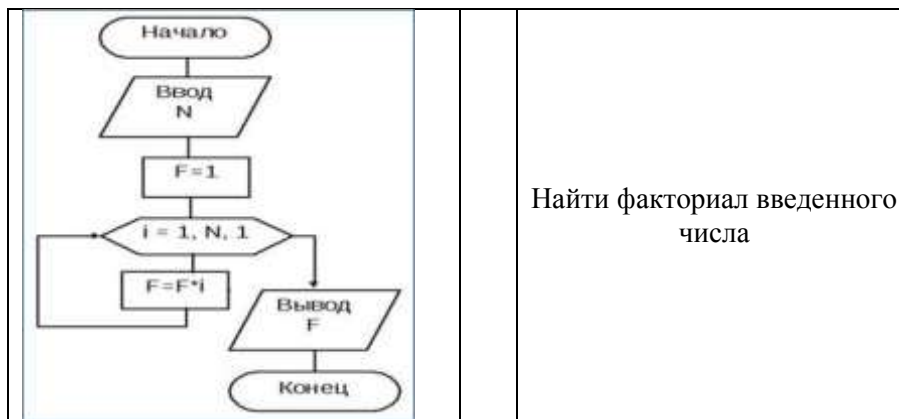 Начало
Ввод
N
F=1
i = 1, N, 1
F=F*i
Вывод
F
Конец
Найти факториал введенного
числа